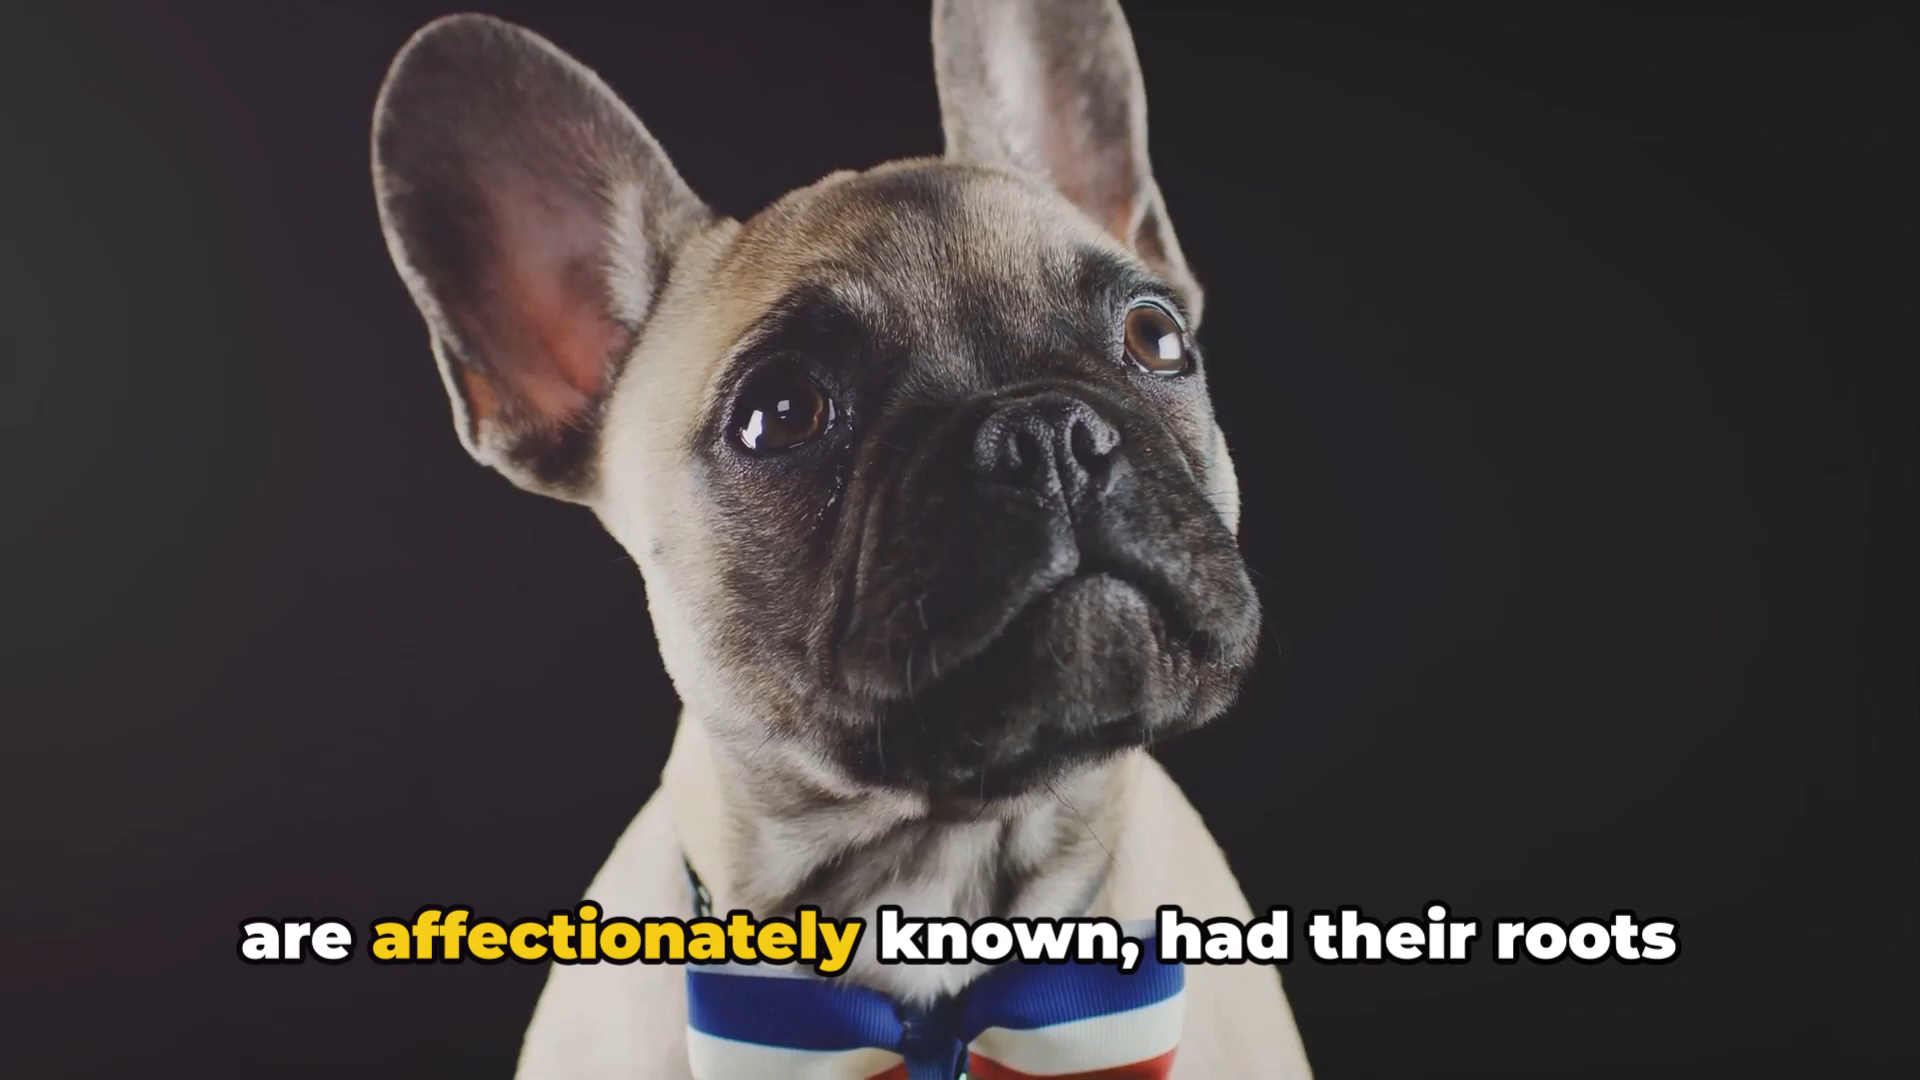 are affectionately known, had their roots